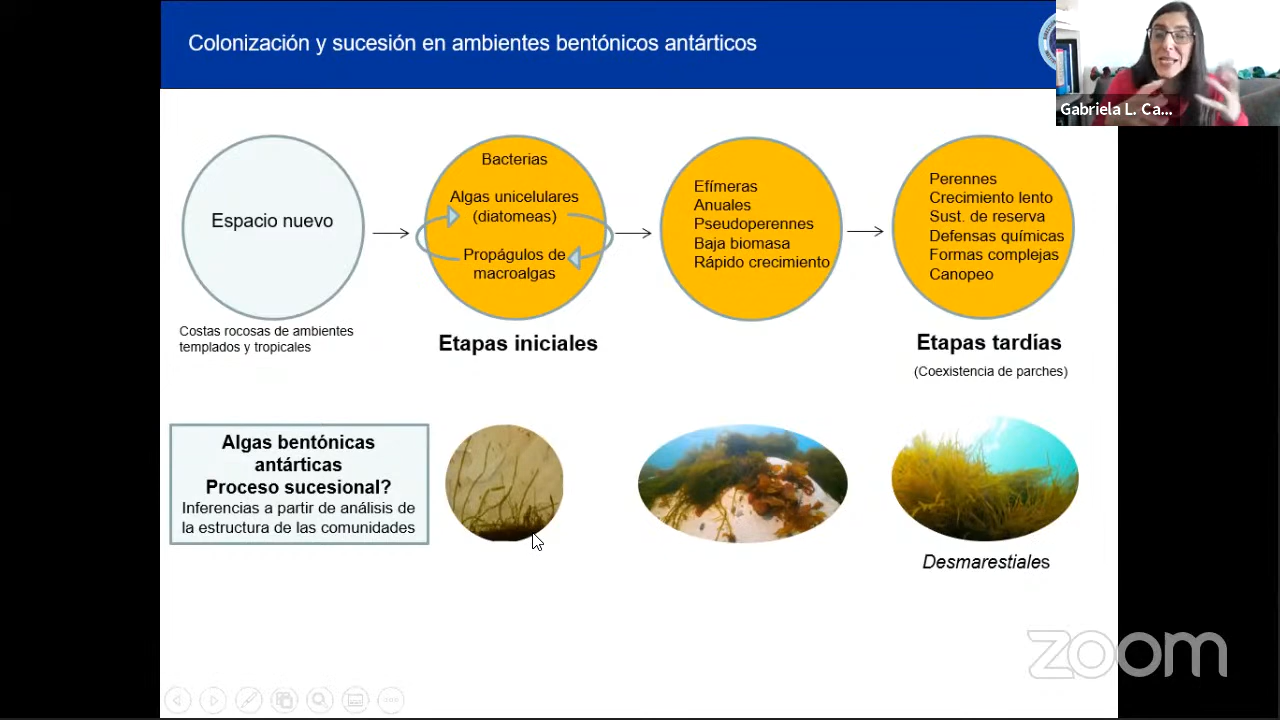 Colonización y sucesión en ambientes bentónicos antárticos
Gabriela L. Ca...
Espacio nuevo
Costas rocosas de ambientes
templados y tropicales
Bacterias
Algas unicelulares
(diatomeas)
Propágulos de
macroalgas
Etapas iniciales
Efímeras
Anuales
Pseudoperennes
Baja biomasa
Rápido crecimiento
Perennes
Crecimiento lento
Sust. de reserva
Defensas químicas
Formas complejas
Canopeo
Etapas tardías
(Coexistencia de parches)
Algas bentónicas
antárticas
Proceso sucesional?
Inferencias a partir de análisis de
la estructura de las comunidades
Desmarestiales
zoom